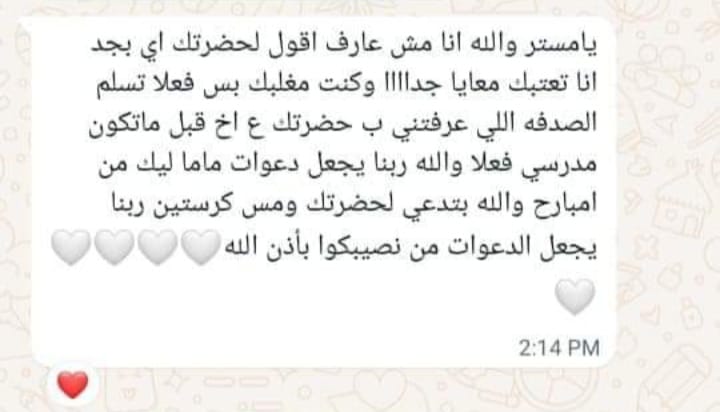 يامستر والله انا مش عارف اقول لحضرتك اي بجد
انا تعتبك معايا جداااا وكنت مغلبك بس فعلا تسلم
الصدفه اللي عرفتني ب حضرتك ع اخ قبل ماتكون
مدرسي فعلا والله ربنا يجعل دعوات ماما ليك من
امبارح والله بتدعي لحضرتك ومس كرستين ربنا
يجعل الدعوات من نصيبكوا بأذن الله🤍🤍🤍🤍
🤍
2:14 PM
❤️